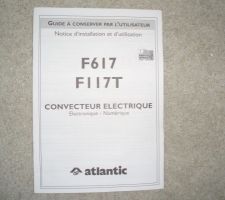 GUIDE A CONSERVER PAR L'UTILISATEUR
Notice d'installation et d'utilisation
F617
F117T
CONVECTEUR ELECTRIQUE
Electronique - Numérique
atlantic